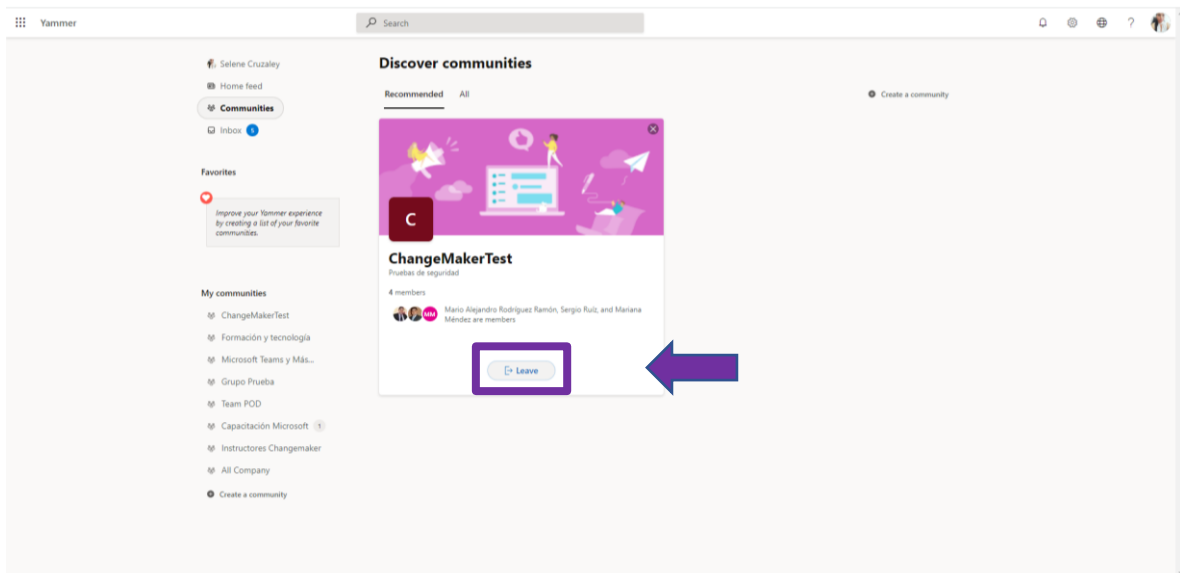 Yammer
Search
?
Selene Cruzaley
Home feed
Communities
Inbox 5
Favorites
Improve your Yammer experience
by creating a list of your favorite
communities.
My communities
ChangeMakerTest
Formación y tecnología
Microsoft Teams y Más...
Grupo Prueba
Team POD
Capacitación Microsoft 1
Instructores Changemaker
All Company
Create a community
Discover communities
Recommended All
Create a community
C
ChangeMakerTest
Pruebas de seguridad
4 members
MM
Mario Alejandro Rodríguez Ramón, Sergio Ruiz, and Mariana
Méndez are members
Leave